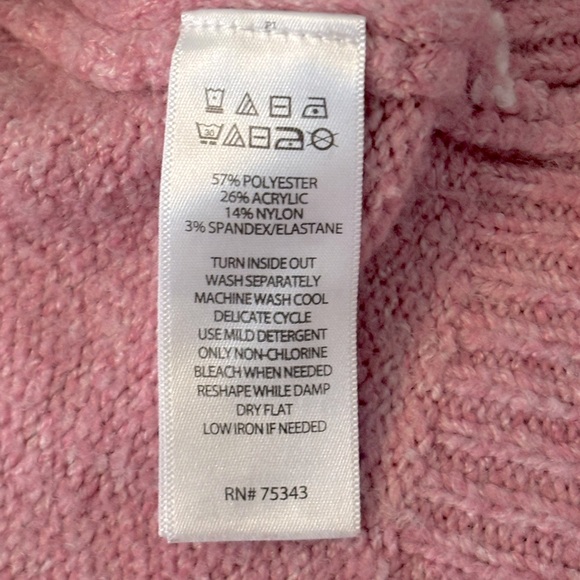 P1
30
57% POLYESTER
26% ACRYLIC
14% NYLON
3% SPANDEX/ELASTANE
TURN INSIDE OUT
WASH SEPARATELY
MACHINE WASH COOL
DELICATE CYCLE
USE MILD DETERGENT
ONLY NON-CHLORINE
BLEACH WHEN NEEDED
RESHAPE WHILE DAMP
DRY FLAT
LOW IRON IF NEEDED
RN# 75343